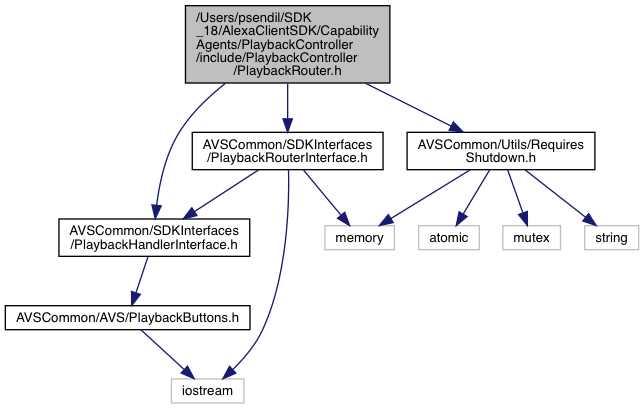 /Users/psendil/SDK
_18/AlexaClientSDK/Capability
Agents/PlaybackController
/include/PlaybackController
/PlaybackRouter.h
AVSCommon/SDKInterfaces
/PlaybackRouterInterface.h
AVSCommon/Utils/Requires
Shutdown.h
AVSCommon/SDKInterfaces
/PlaybackHandlerInterface.h
memory
atomic
mutex
string
AVSCommon/AVS/PlaybackButtons.h
iostream